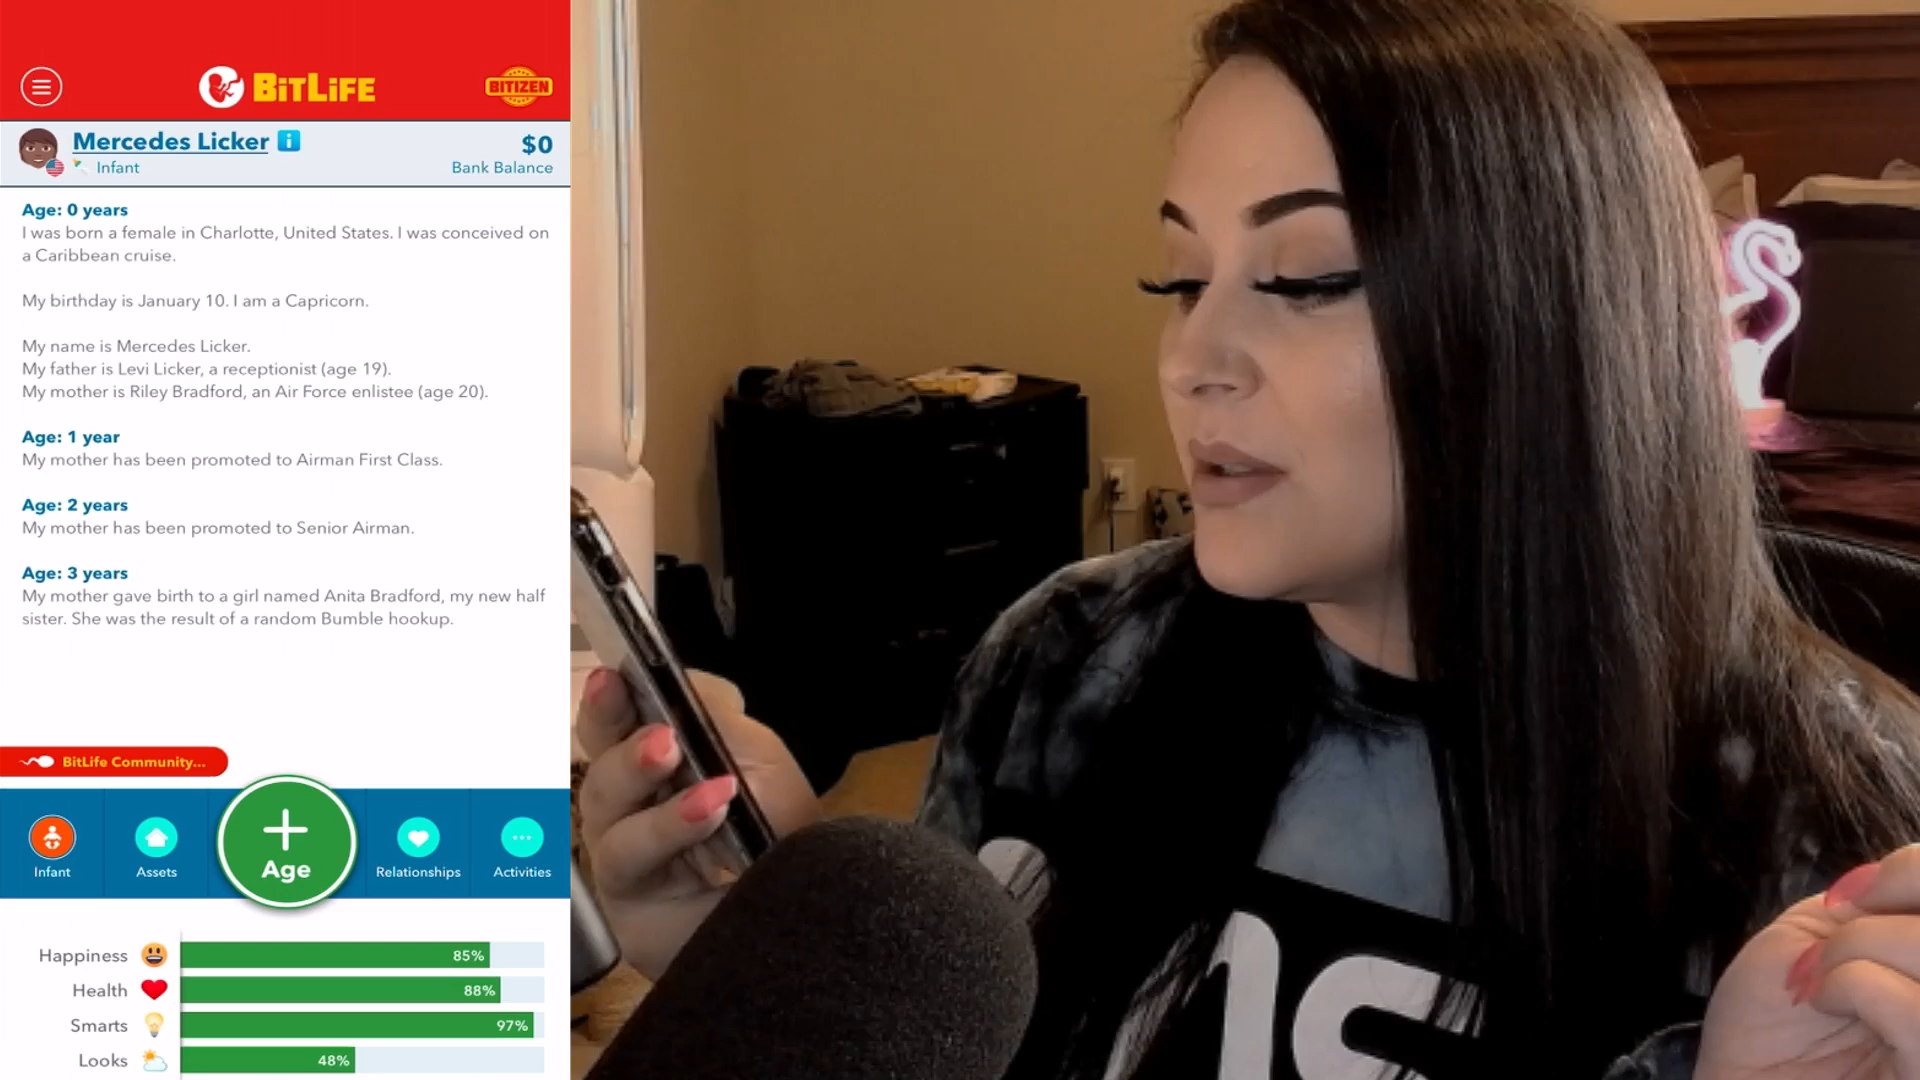 BITLIFE
BITIZEN
Mercedes Licker i
$0
Infant
Bank Balance
Age: 0 years
I was born a female in Charlotte, United States. I was conceived on
a Caribbean cruise.
My birthday is January 10. I am a Capricorn.
My name is Mercedes Licker.
My father is Levi Licker, a receptionist (age 19).
My mother is Riley Bradford, an Air Force enlistee (age 20).
Age: 1 year
My mother has been promoted to Airman First Class.
Age: 2 years
My mother has been promoted to Senior Airman.
Age: 3 years
My mother gave birth to a girl named Anita Bradford, my new half
sister. She was the result of a random Bumble hookup.
BitLife Community...
Infant
Assets
Age
Relationships
Activities
Happiness 85%
Health 88%
Smarts 97%
Looks 48%